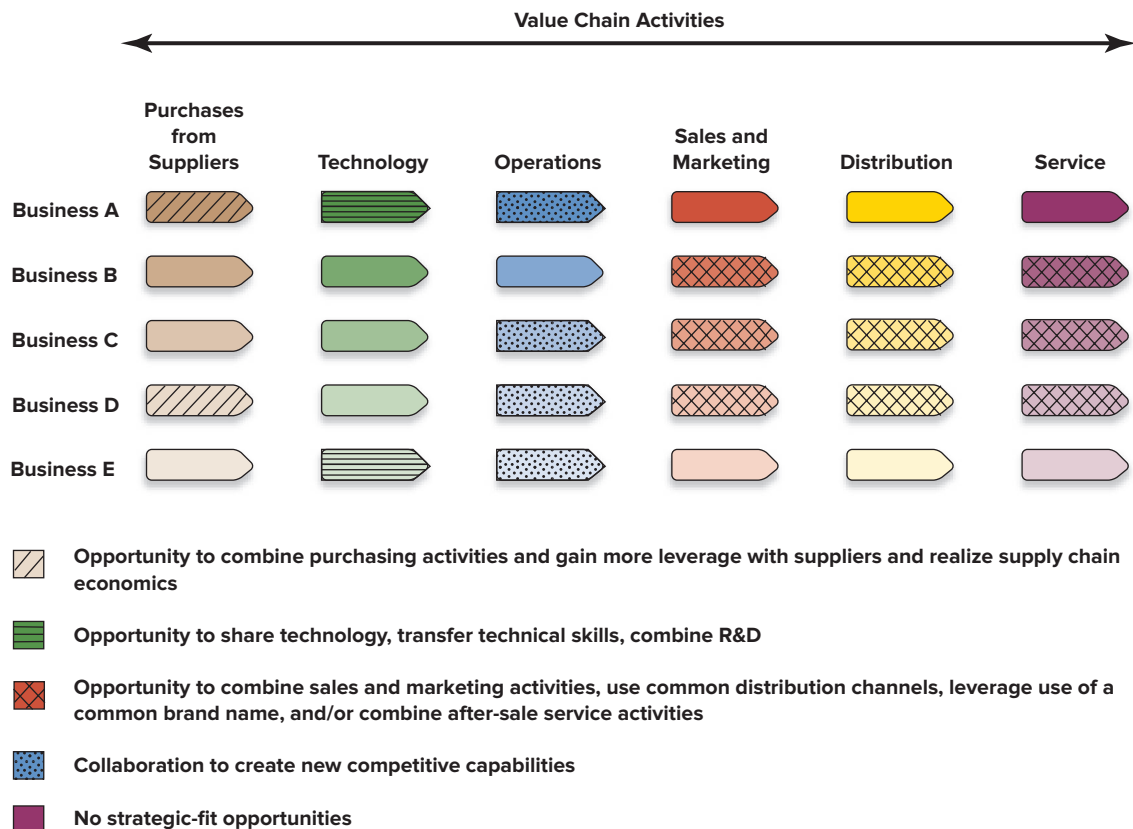 Value Chain Activities
Purchases
from
Suppliers
Technology
Operations
Sales and
Marketing
Distribution
Service
Business A
Business B
Business C
Business D
Business E
Opportunity to combine purchasing activities and gain more leverage with suppliers and realize supply chain
economics
Opportunity to share technology, transfer technical skills, combine R&D
Opportunity to combine sales and marketing activities, use common distribution channels, leverage use of a
common brand name, and/or combine after-sale service activities
Collaboration to create new competitive capabilities
No strategic-fit opportunities